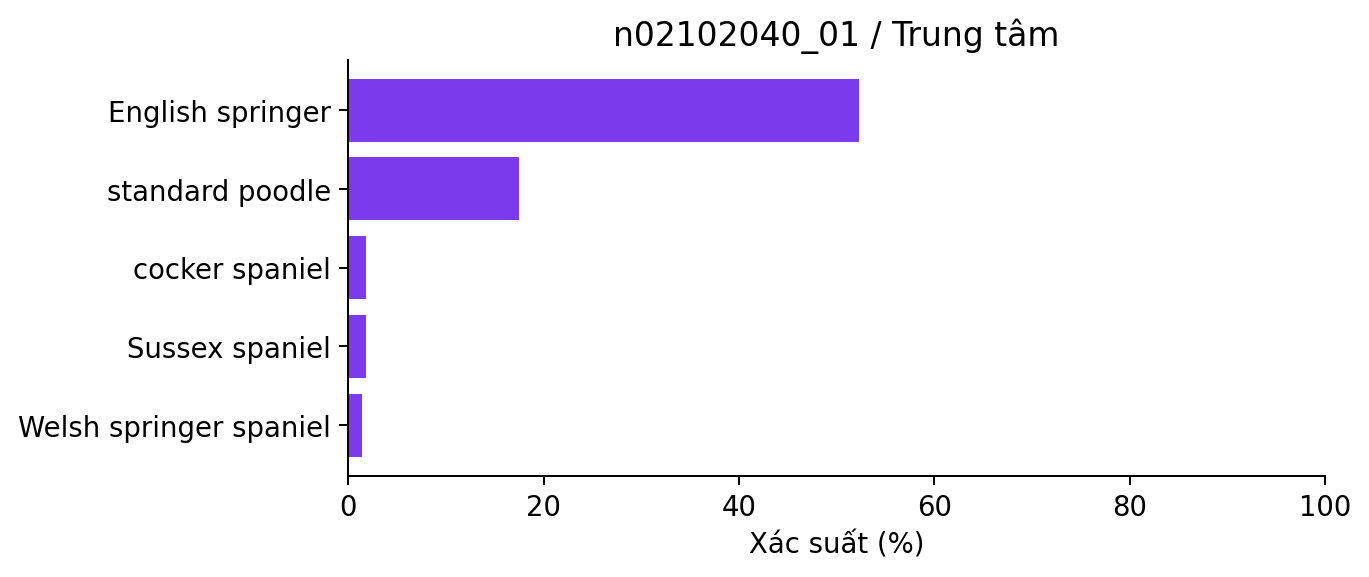 n02102040_01 / Trung tâm
English springer
standard poodle
cocker spaniel
Sussex spaniel
Welsh springer spaniel
0 20 40 60 80 100
Xác suất (%)